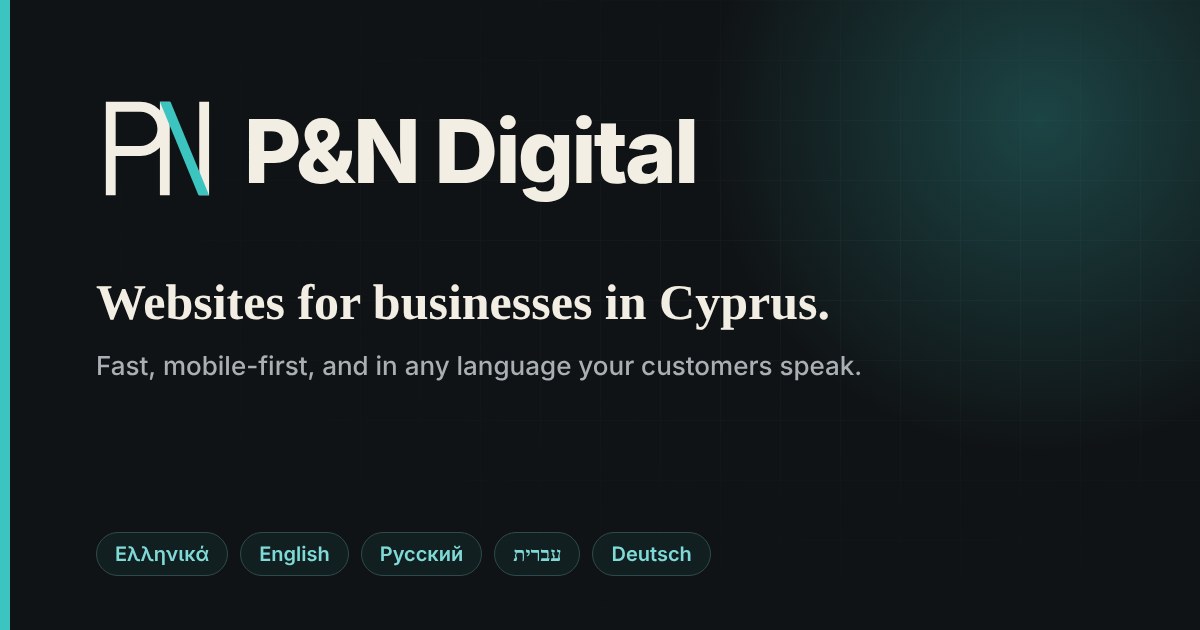 PN P&N Digital
Websites for businesses in Cyprus.
Fast, mobile-first, and in any language your customers speak.
Ελληνικά English Русский עברית Deutsch